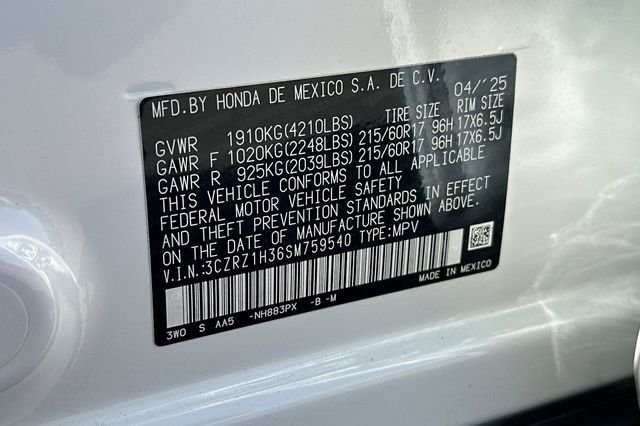 MFD.BY HONDA DE MEXICO S.A. DE C.V. 04/'25
GVWR 1910KG(4210LBS) TIRE SIZE RIM SIZE
GAWR F 1020KG(2248LBS) 215/60R17 96H 17X6.5J
GAWR R 925KG(2039LBS) 215/60R17 96H 17X6.5J
THIS VEHICLE CONFORMS TO ALL APPLICABLE
FEDERAL MOTOR VEHICLE SAFETY
AND THEFT PREVENTION STANDARDS IN EFFECT
ON THE DATE OF MANUFACTURE SHOWN ABOVE.
V.I.N.:3CZRZ1H36SM759540 TYPE:MPV
3WO S AA5 -NH883PX -B -M MADE IN MEXICO